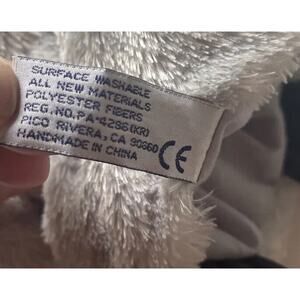 SURFACE WASHABLE
ALL NEW MATERIALS
POLYESTER FIBERS
REG.NO.PA-4296(KR)
PICO RIVERA, CA 90660
HANDMADE IN CHINA
CE